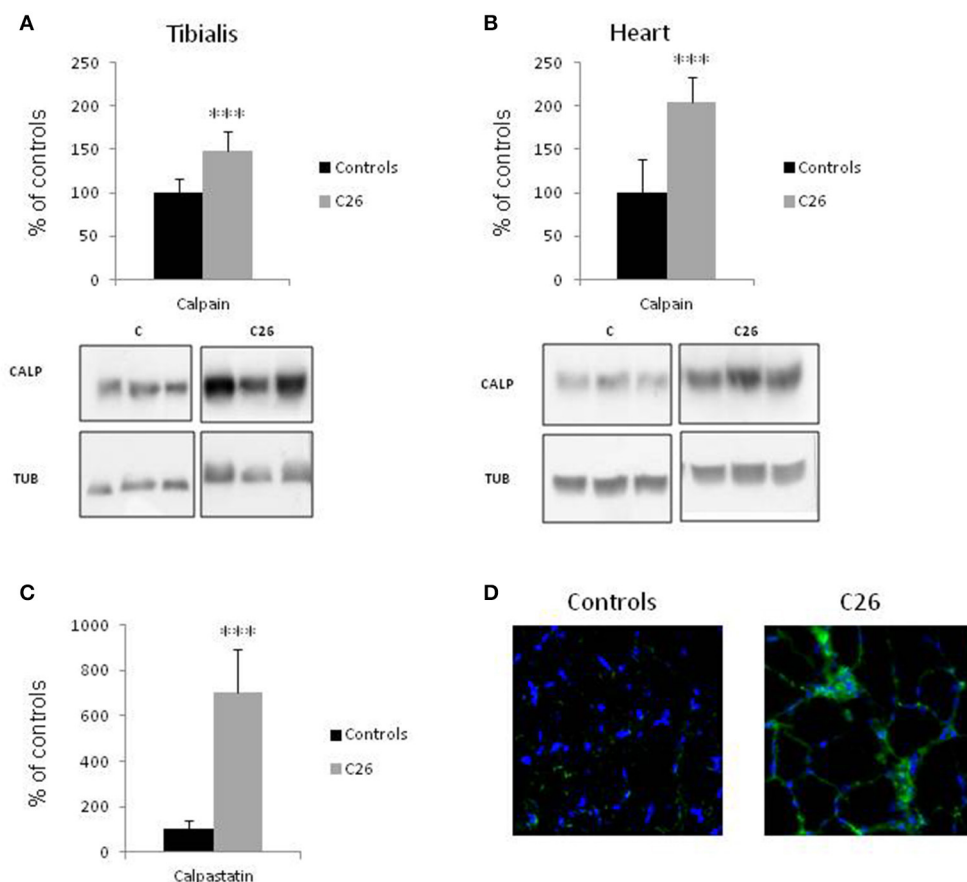 A
Tibialis
250
200
150
100
50
0
% of controls
***
Controls
C26
Calpain
C
C26
CALP
TUB
B
Heart
250
200
150
100
50
0
% of controls
***
Controls
C26
Calpain
C
C26
CALP
TUB
C
1000
800
600
400
200
0
% of controls
***
Controls
C26
Calpastatin
D
Controls
C26